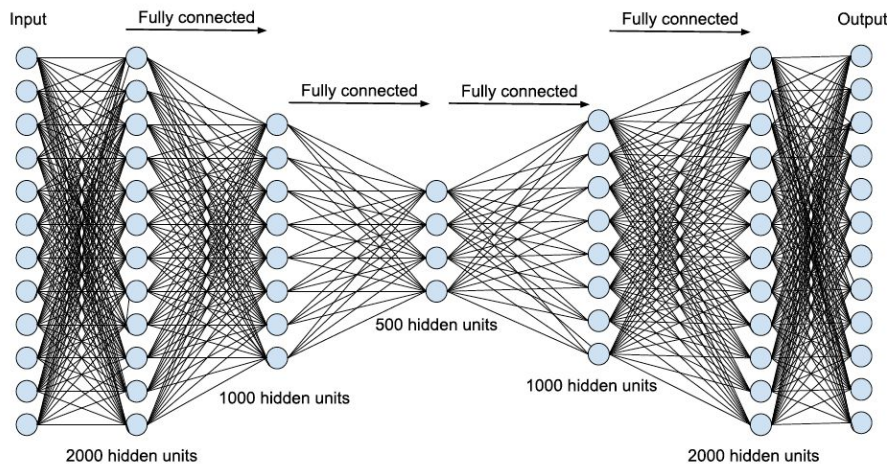 Input
Fully connected
Fully connected
Output
Fully connected
Fully connected
500 hidden units
1000 hidden units
1000 hidden units
2000 hidden units
2000 hidden units